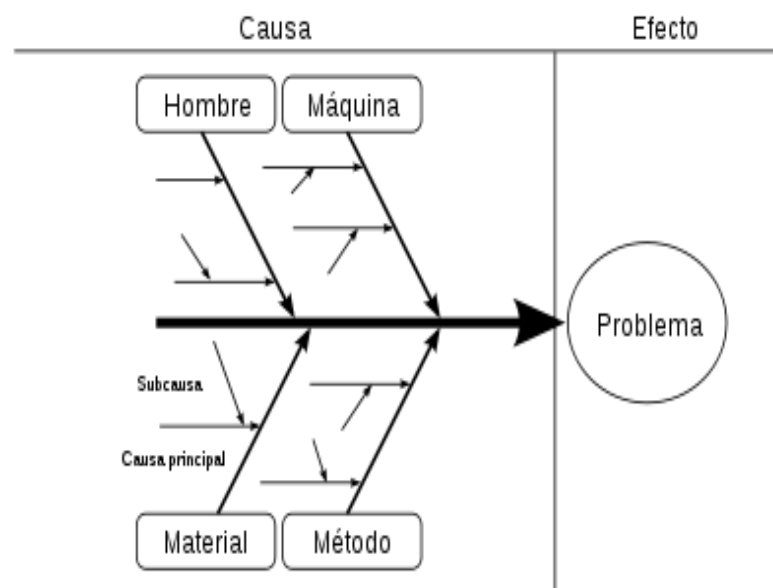 Causa
Efecto
Hombre
Máquina
Problema
Subcausa
Causa principal
Material
Método